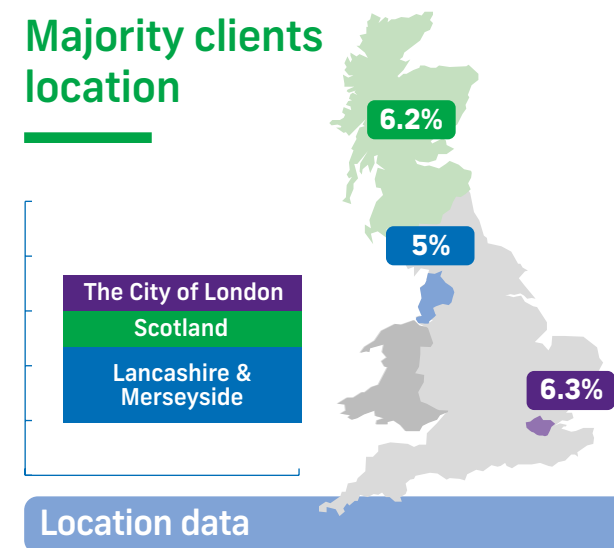 Majority clients
location
6.2%
5%
The City of London
Scotland
Lancashire &
Merseyside
6.3%
Location data